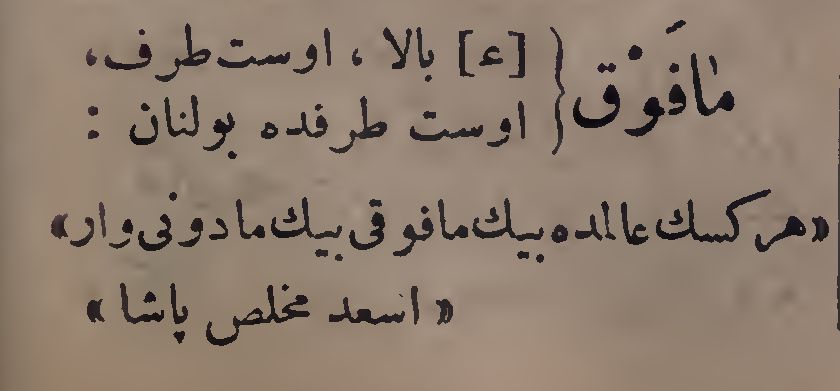 مافَوْق { [ء] بالا ، اوست طرف ،
اوست طرفده بولنان :
«هر كسك عالمده بيك مافوقى بيك مادونى وار»
« اسعد مخلص پاشا »